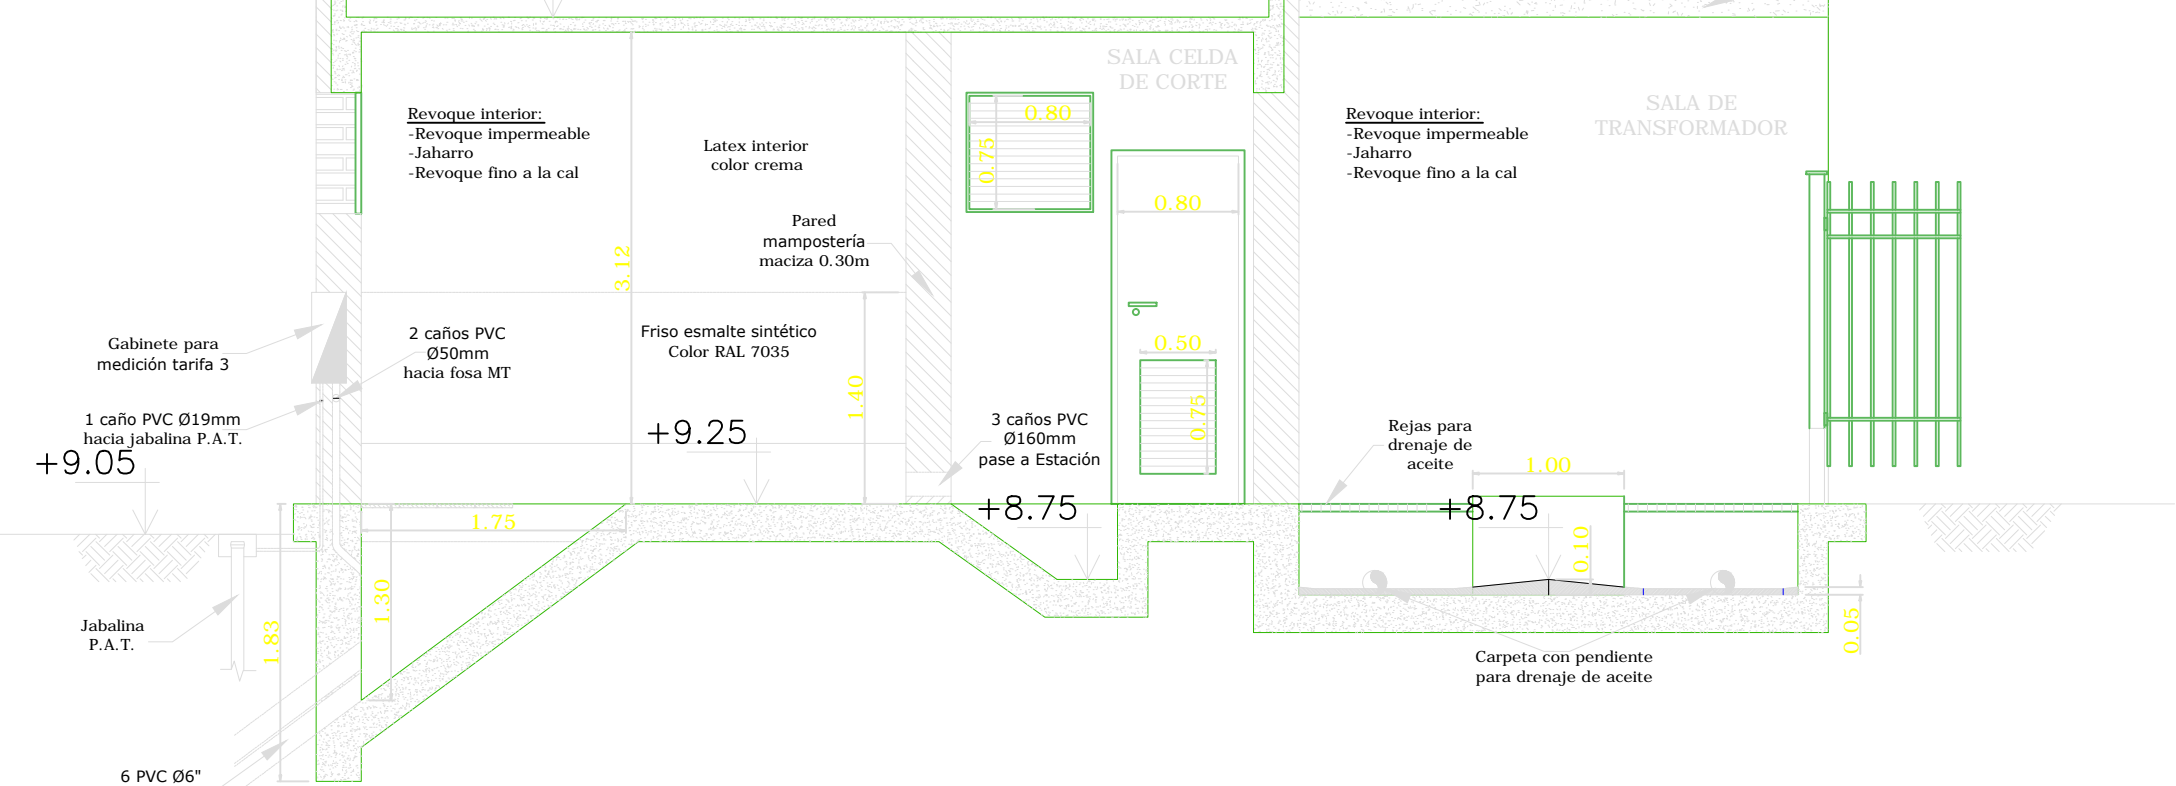 SALA CELDA
DE CORTE
Revoque interior:
-Revoque impermeable
-Jaharro
-Revoque fino a la cal
Latex interior
color crema
0.80
0.75
Revoque interior:
-Revoque impermeable
-Jaharro
-Revoque fino a la cal
SALA DE
TRANSFORMADOR
0.80
Pared
mampostería
maciza 0.30m
3.12
Gabinete para
medición tarifa 3
2 caños PVC
Ø50mm
hacia fosa MT
Friso esmalte sintético
Color RAL 7035
0.50
1.40
0.75
1 caño PVC Ø19mm
hacia jabalina P.A.T.
+9.05
+9.25
3 caños PVC
Ø160mm
pase a Estación
Rejas para
drenaje de
aceite
1.00
+8.75
+8.75
1.75
0.10
1.30
Jabalina
P.A.T.
1.83
0.05
Carpeta con pendiente
para drenaje de aceite
6 PVC Ø6"